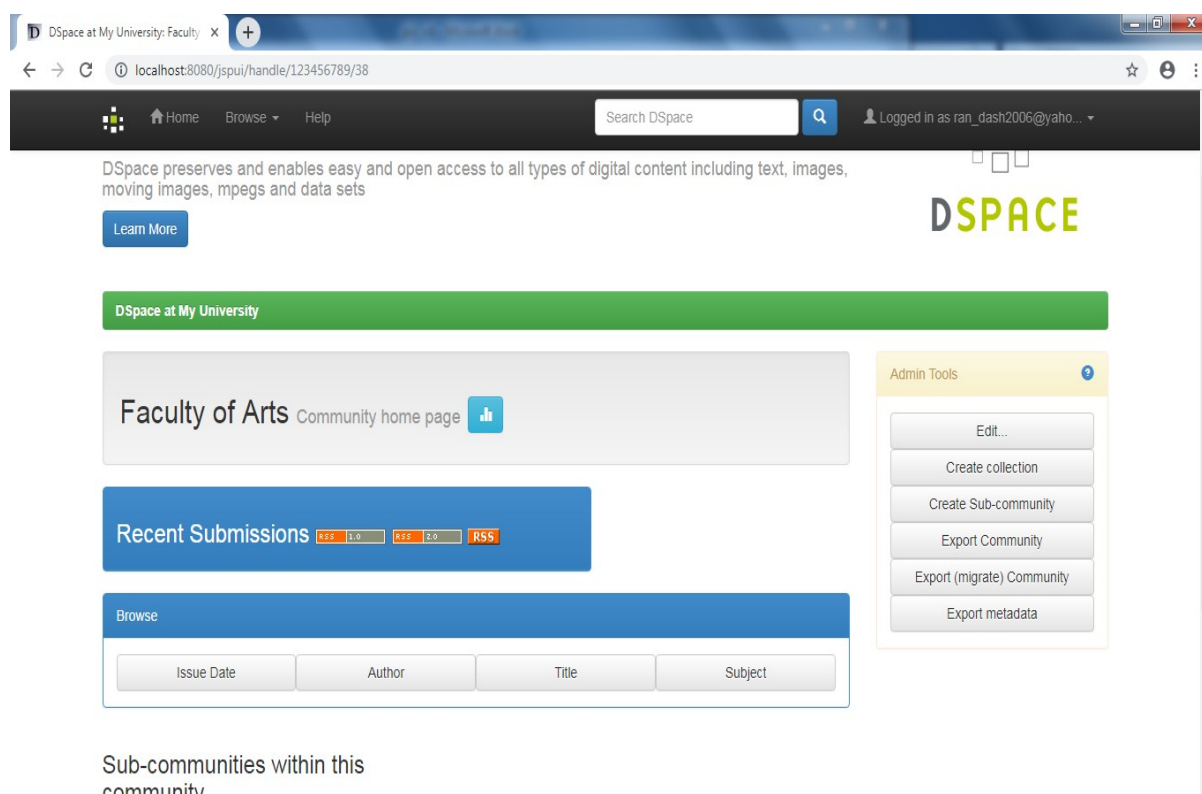 DSpace at My University: Faculty
localhost:8080/jspui/handle/123456789/38
Home Browse Help Search DSpace Logged in as ran_dash2006@yaho...
DSpace preserves and enables easy and open access to all types of digital content including text, images,
moving images, mpegs and data sets
Learn More
DSPACE
DSpace at My University
Faculty of Arts Community home page
Recent Submissions RSS 1.0 RSS 2.0 RSS
Browse
Issue Date Author Title Subject
Admin Tools
Edit...
Create collection
Create Sub-community
Export Community
Export (migrate) Community
Export metadata
Sub-communities within this
community